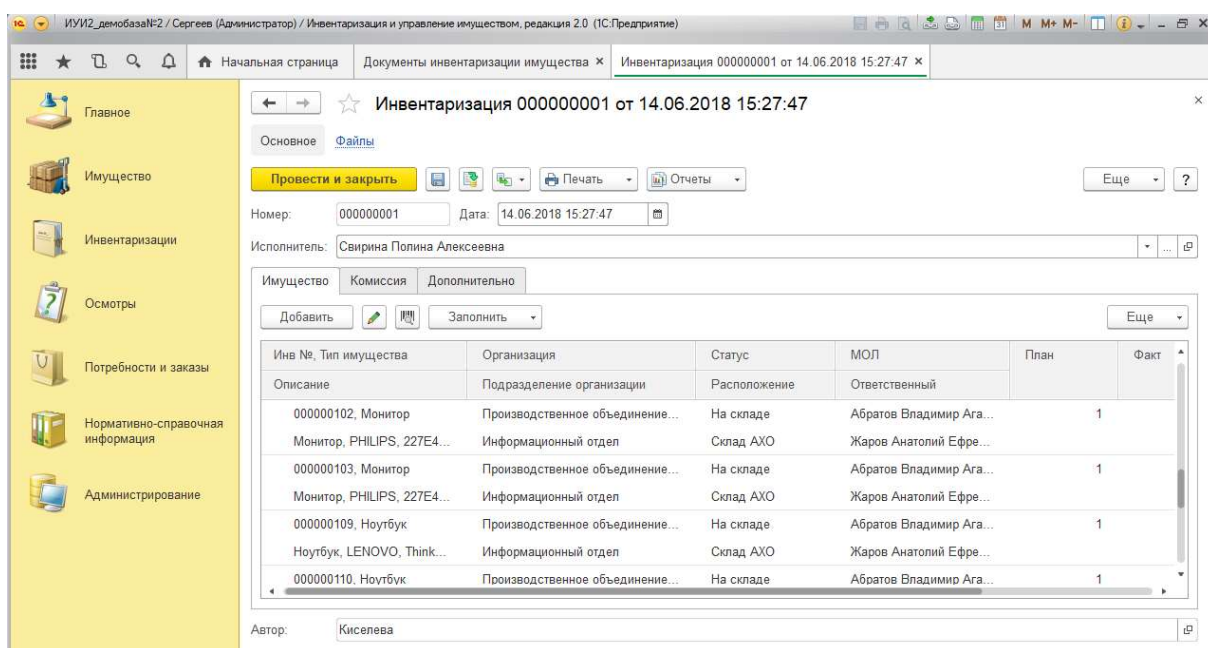 ИУИ2_демобаза№2 / Сергеев (Администратор) / Инвентаризация и управление имуществом, редакция 2.0 (1С:Предприятие) M M+ M-
Начальная страница Документы инвентаризации имущества × Инвентаризация 000000001 от 14.06.2018 15:27:47 ×
Главное
Имущество
Инвентаризации
Осмотры
Потребности и заказы
Нормативно-справочная
информация
Администрирование
Инвентаризация 000000001 от 14.06.2018 15:27:47
Основное Файлы
Провести и закрыть Печать Отчеты Еще ?
Номер: 000000001 Дата: 14.06.2018 15:27:47
Исполнитель: Свирина Полина Алексеевна
Имущество Комиссия Дополнительно
Добавить Заполнить Еще
Инв №, Тип имущества Организация Статус МОЛ План Факт
Описание Подразделение организации Расположение Ответственный
000000102, Монитор Производственное объединение... На складе Абратов Владимир Ага... 1
Монитор, PHILIPS, 227E4... Информационный отдел Склад АХО Жаров Анатолий Ефре...
000000103, Монитор Производственное объединение... На складе Абратов Владимир Ага... 1
Монитор, PHILIPS, 227E4... Информационный отдел Склад АХО Жаров Анатолий Ефре...
000000109, Ноутбук Производственное объединение... На складе Абратов Владимир Ага... 1
Ноутбук, LENOVO, Think... Информационный отдел Склад АХО Жаров Анатолий Ефре...
000000110, Ноутбук Производственное объединение... На складе Абратов Владимир Ага... 1
Автор: Киселева